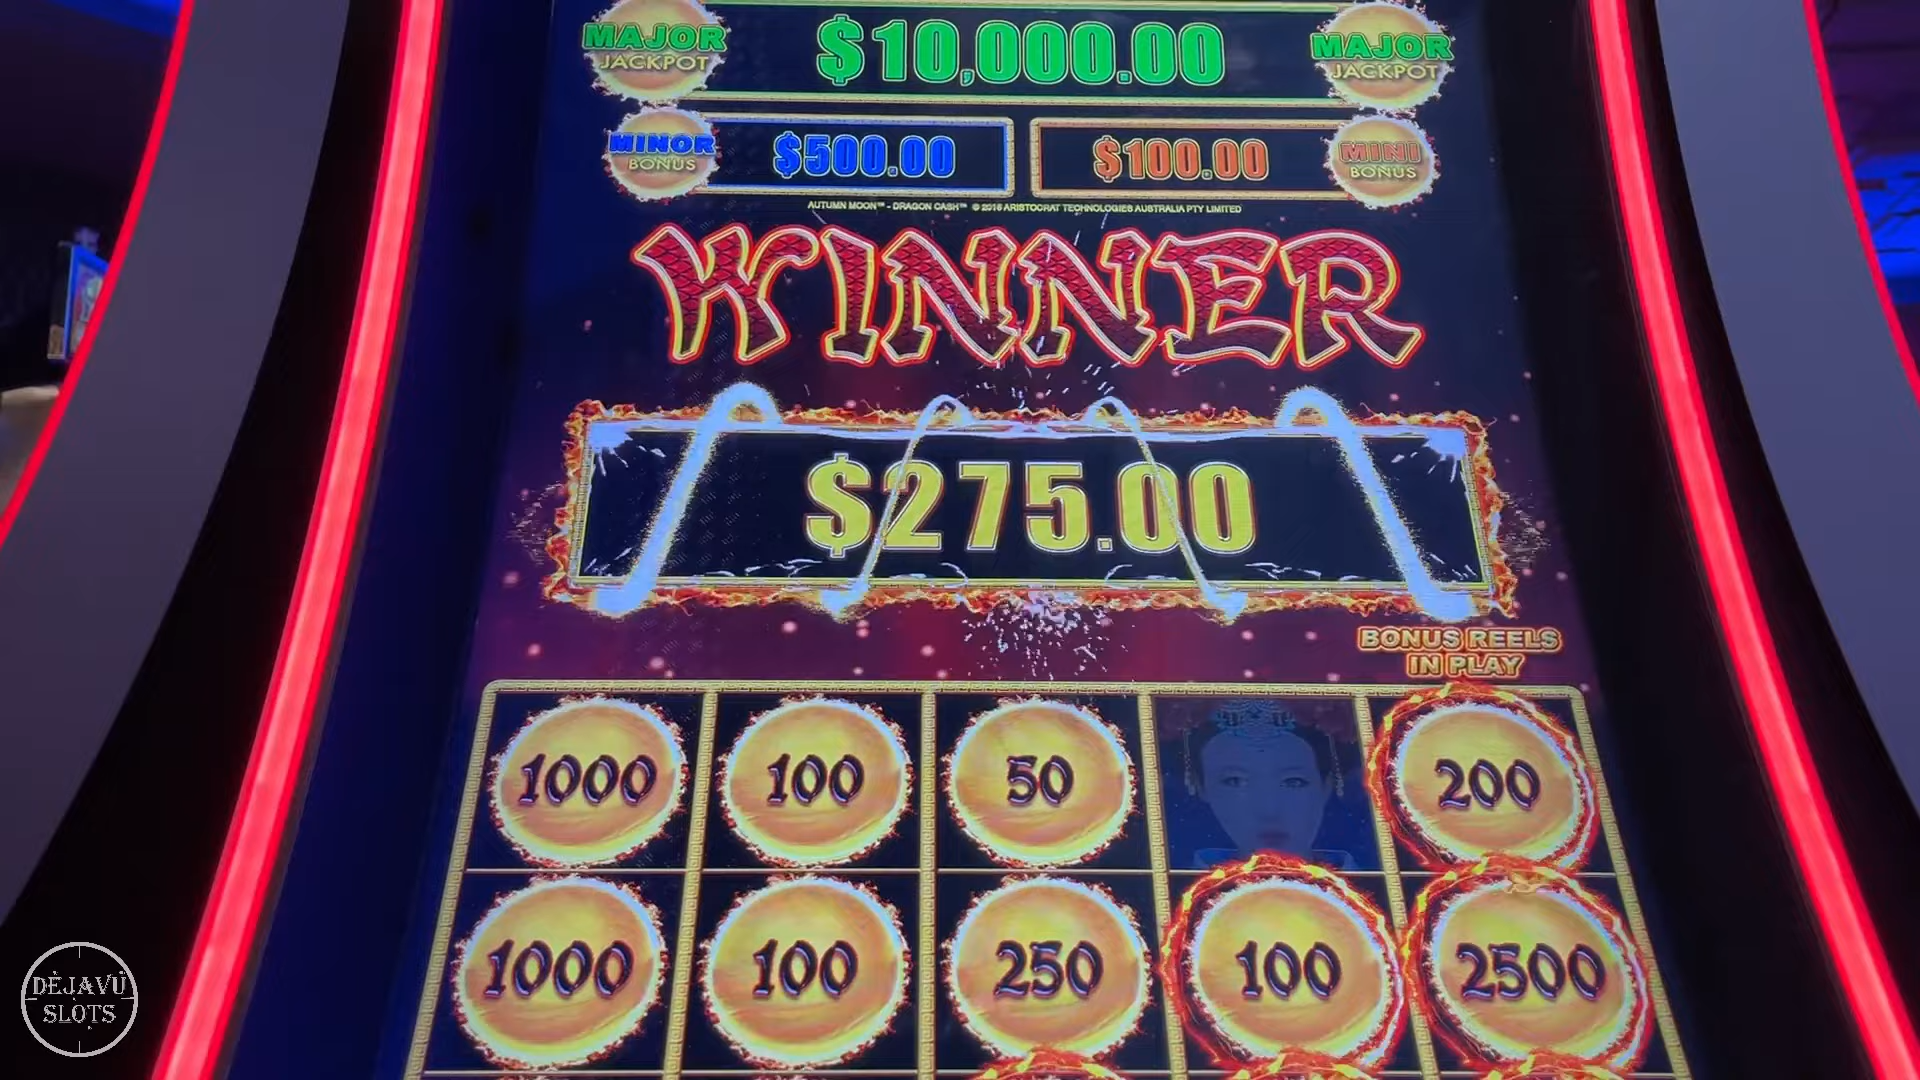 MAJOR JACKPOT $10,000.00 MAJOR JACKPOT
MINOR BONUS $500.00 $100.00 MINI BONUS
AUTUMN MOON™ - DRAGON CASH™ © 2016 ARISTOCRAT TECHNOLOGIES AUSTRALIA PTY LIMITED
WINNER
$275.00
BONUS REELS
IN PLAY
1000 100 50 200
1000 100 250 100 2500
DÉJAVÙ
SLOTS